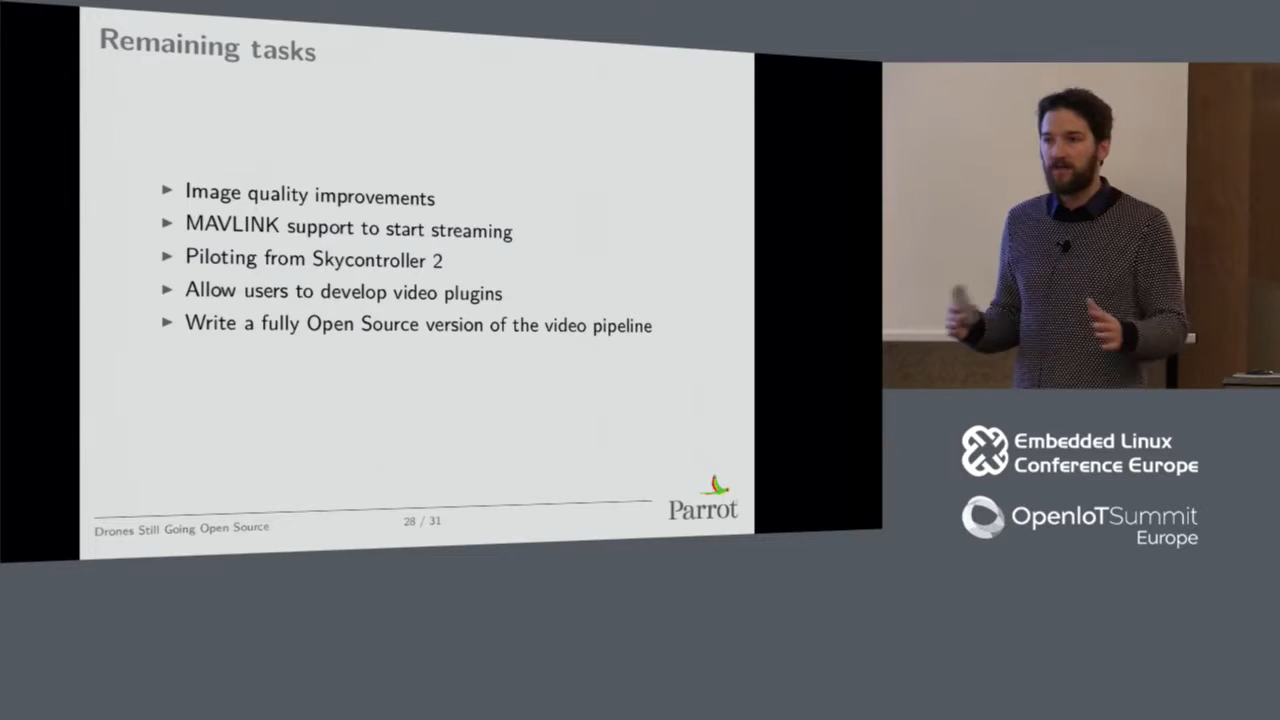 Remaining tasks
Image quality improvements
MAVLINK support to start streaming
Piloting from Skycontroller 2
Allow users to develop video plugins
Write a fully Open Source version of the video pipeline
Drones Still Going Open Source
28 / 31
Parrot
Embedded Linux
Conference Europe
OpenIoTSummit
Europe